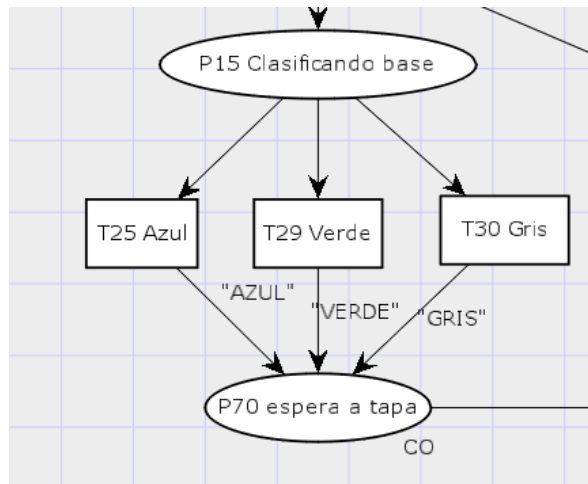 P15 Clasificando base
T25 Azul
T29 Verde
T30 Gris
"AZUL"
"VERDE"
"GRIS"
P70 espera a tapa
CO